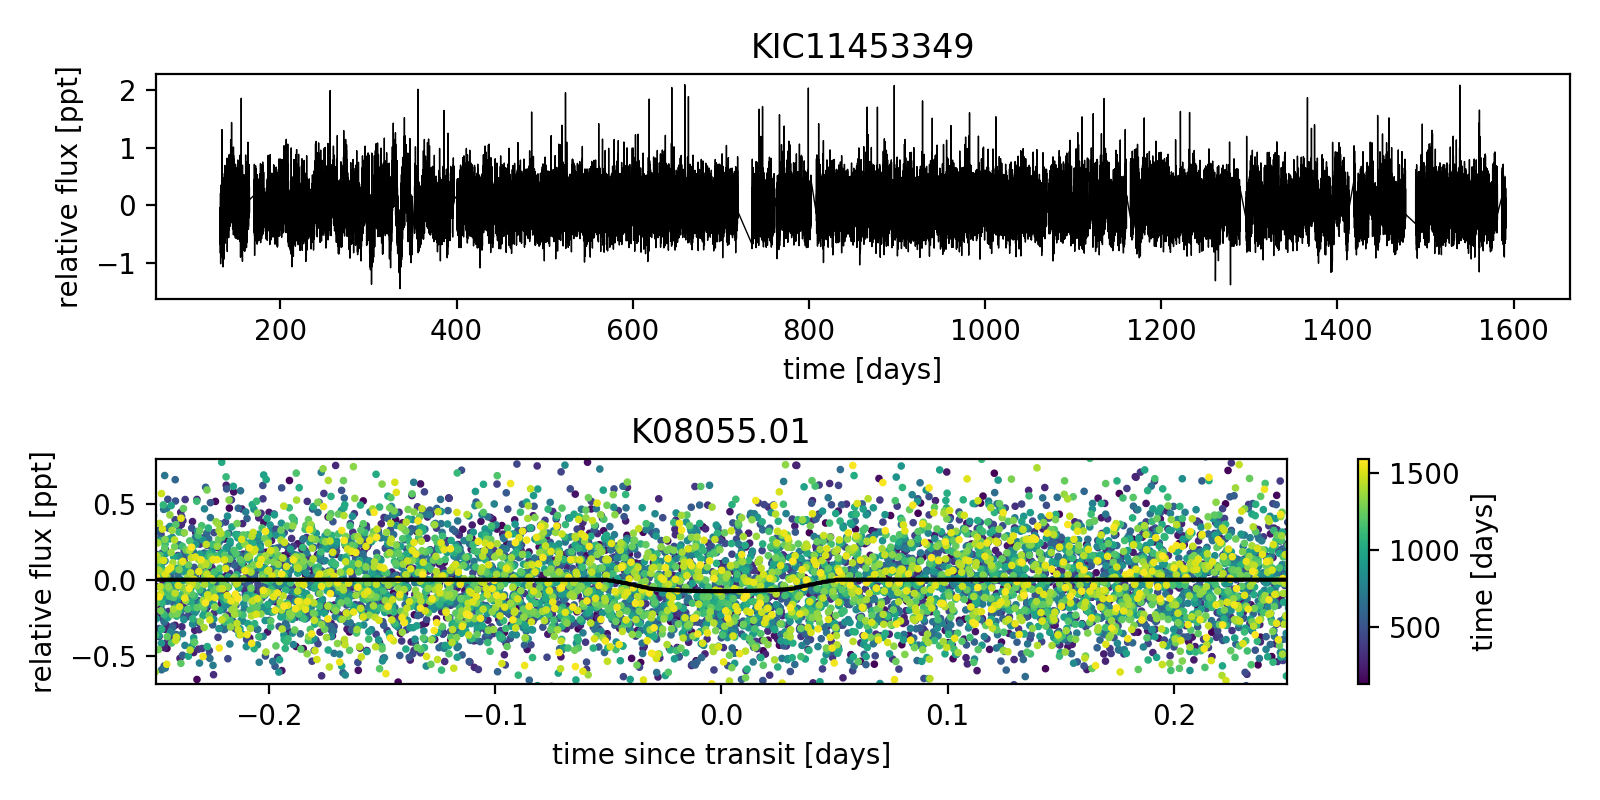 KIC11453349
relative flux [ppt]
2
1
0
−1
200 400 600 800 1000 1200 1400 1600
time [days]
K08055.01
relative flux [ppt]
0.5
0.0
−0.5
−0.2 −0.1 0.0 0.1 0.2
time since transit [days]
1500
1000
500
time [days]